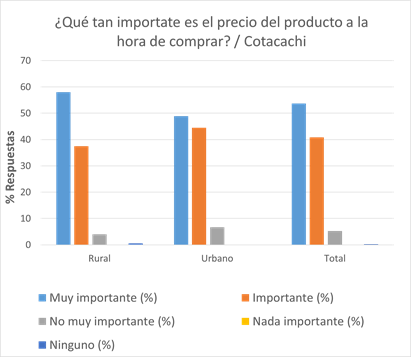 ¿Qué tan importate es el precio del producto a la
hora de comprar? / Cotacachi
% Respuestas
70
60
50
40
30
20
10
0
Rural
Urbano
Total
Muy importante (%)
Importante (%)
No muy importante (%)
Nada importante (%)
Ninguno (%)